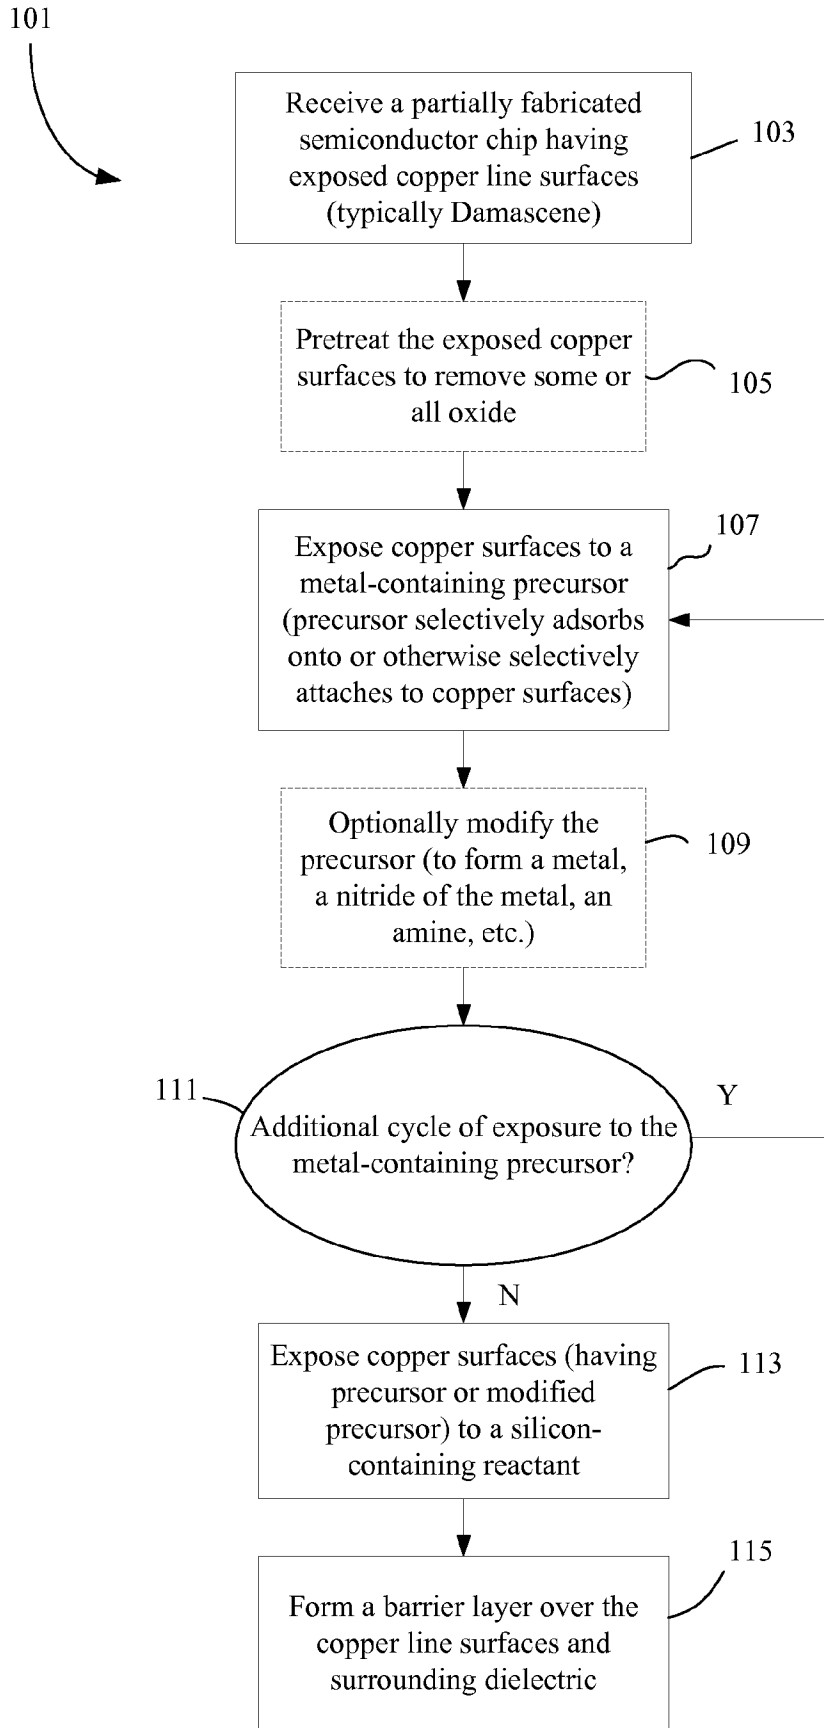 101
Receive a partially fabricated
semiconductor chip having
exposed copper line surfaces
(typically Damascene)
103
Pretreat the exposed copper
surfaces to remove some or
all oxide
105
107
Expose copper surfaces to a
metal-containing precursor
(precursor selectively adsorbs
onto or otherwise selectively
attaches to copper surfaces)
Optionally modify the
precursor (to form a metal,
a nitride of the metal, an
amine, etc.)
109
111
Y
Additional cycle of exposure to the
metal-containing precursor?
N
Expose copper surfaces (having
precursor or modified
precursor) to a silicon-
containing reactant
113
115
Form a barrier layer over the
copper line surfaces and
surrounding dielectric